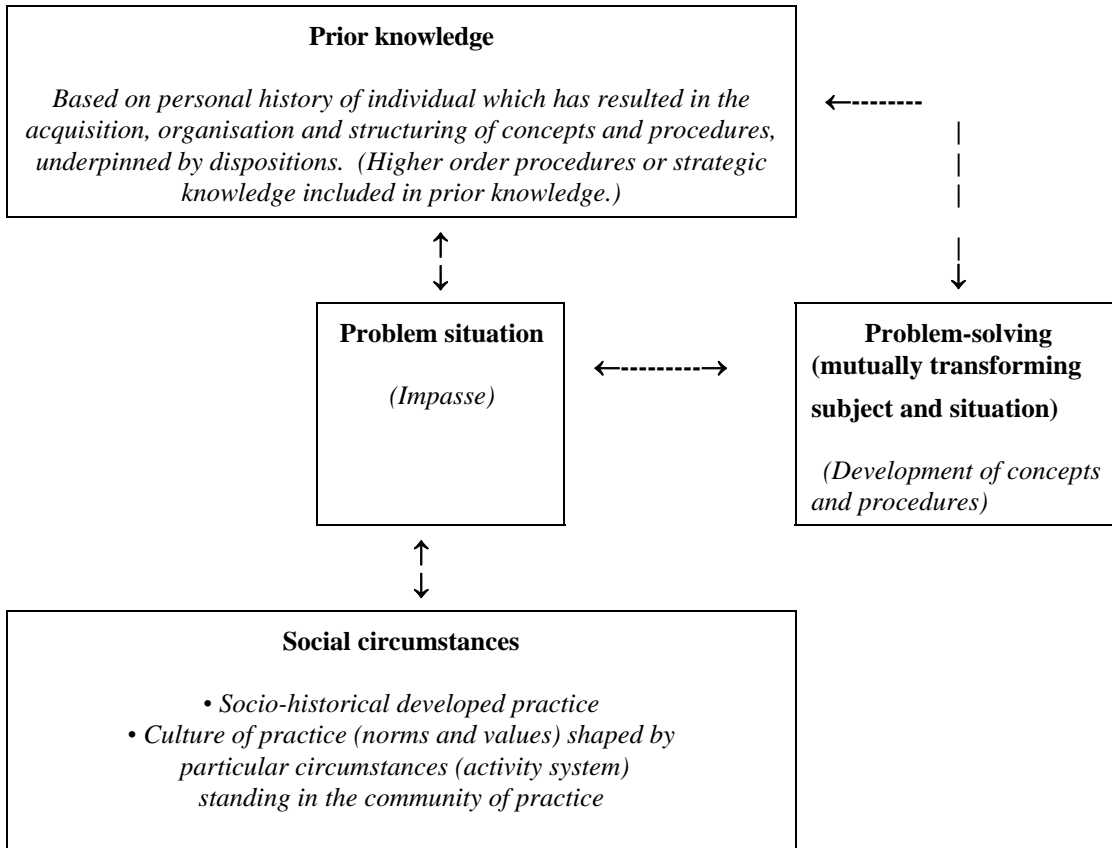 Prior knowledge
Based on personal history of individual which has resulted in the
acquisition, organisation and structuring of concepts and procedures,
underpinned by dispositions.  (Higher order procedures or strategic
knowledge included in prior knowledge.)
Problem situation
(Impasse)
Problem-solving
(mutually transforming
subject and situation)
(Development of concepts
and procedures)
Social circumstances
• Socio-historical developed practice
• Culture of practice (norms and values) shaped by
particular circumstances (activity system)
standing in the community of practice